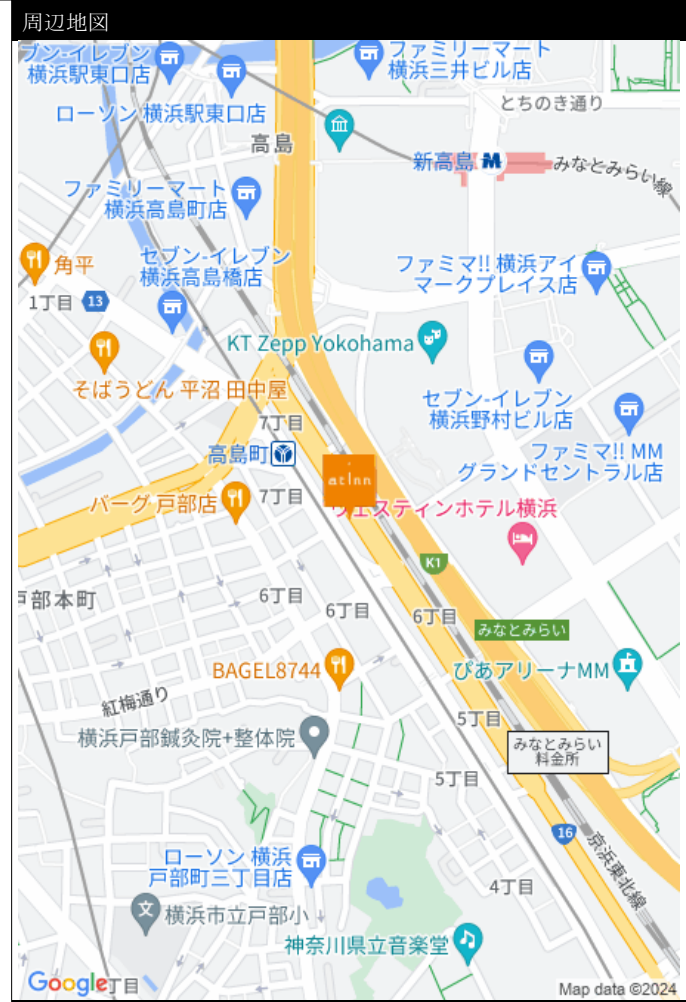 周辺地図
ブン-イレブン
横浜駅東口店
ファミリーマート
横浜三井ビル店
ローソン 横浜駅東口店
とちのき通り
高島
新高島
みなとみらい線
ファミリーマート
横浜高島町店
角平
セブン-イレブン
横浜高島橋店
ファミマ!! 横浜アイ
マークプレイス店
1丁目
13
KT Zepp Yokohama
そばうどん 平沼 田中屋
セブン-イレブン
横浜野村ビル店
7丁目
高島町
ファミマ!! MM
グランドセントラル店
at inn
バーグ 戸部店
7丁目
ウェスティンホテル横浜
K1
戸部本町
6丁目
6丁目
6丁目
みなとみらい
BAGEL8744
ぴあアリーナMM
紅梅通り
5丁目
横浜戸部鍼灸院+整体院
みなとみらい
料金所
5丁目
16
京浜東北線
ローソン 横浜
戸部町三丁目店
4丁目
文
横浜市立戸部小
神奈川県立音楽堂
Google
丁目
Map data ©2024